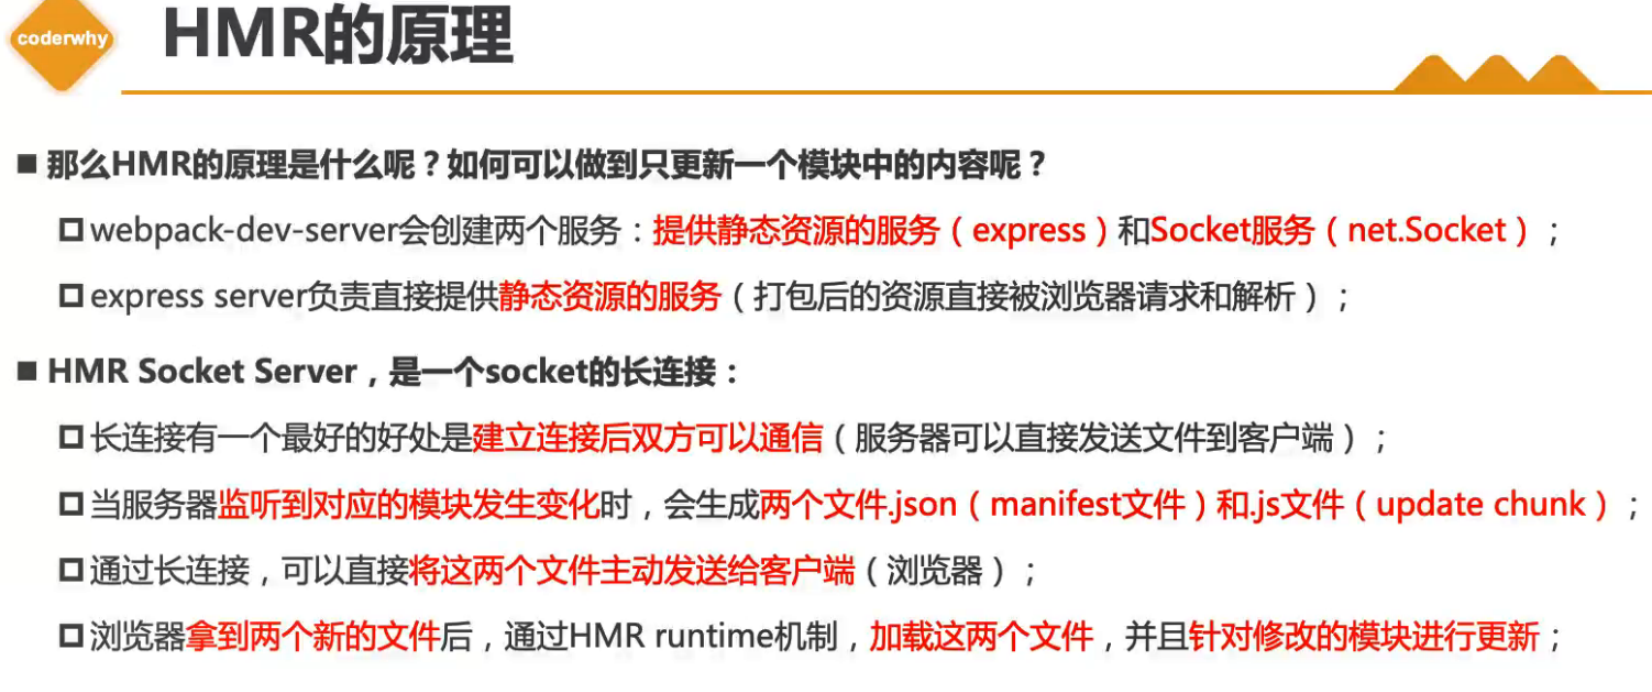 coderwhy
HMR的原理
那么HMR的原理是什么呢？如何可以做到只更新一个模块中的内容呢？
webpack-dev-server会创建两个服务：提供静态资源的服务（express）和Socket服务（net.Socket）；
express server负责直接提供静态资源的服务（打包后的资源直接被浏览器请求和解析）；
HMR Socket Server，是一个socket的长连接：
长连接有一个最好的好处是建立连接后双方可以通信（服务器可以直接发送文件到客户端）；
当服务器监听到对应的模块发生变化时，会生成两个文件.json（manifest文件）和.js文件（update chunk）；
通过长连接，可以直接将这两个文件主动发送给客户端（浏览器）；
浏览器拿到两个新的文件后，通过HMR runtime机制，加载这两个文件，并且针对修改的模块进行更新；